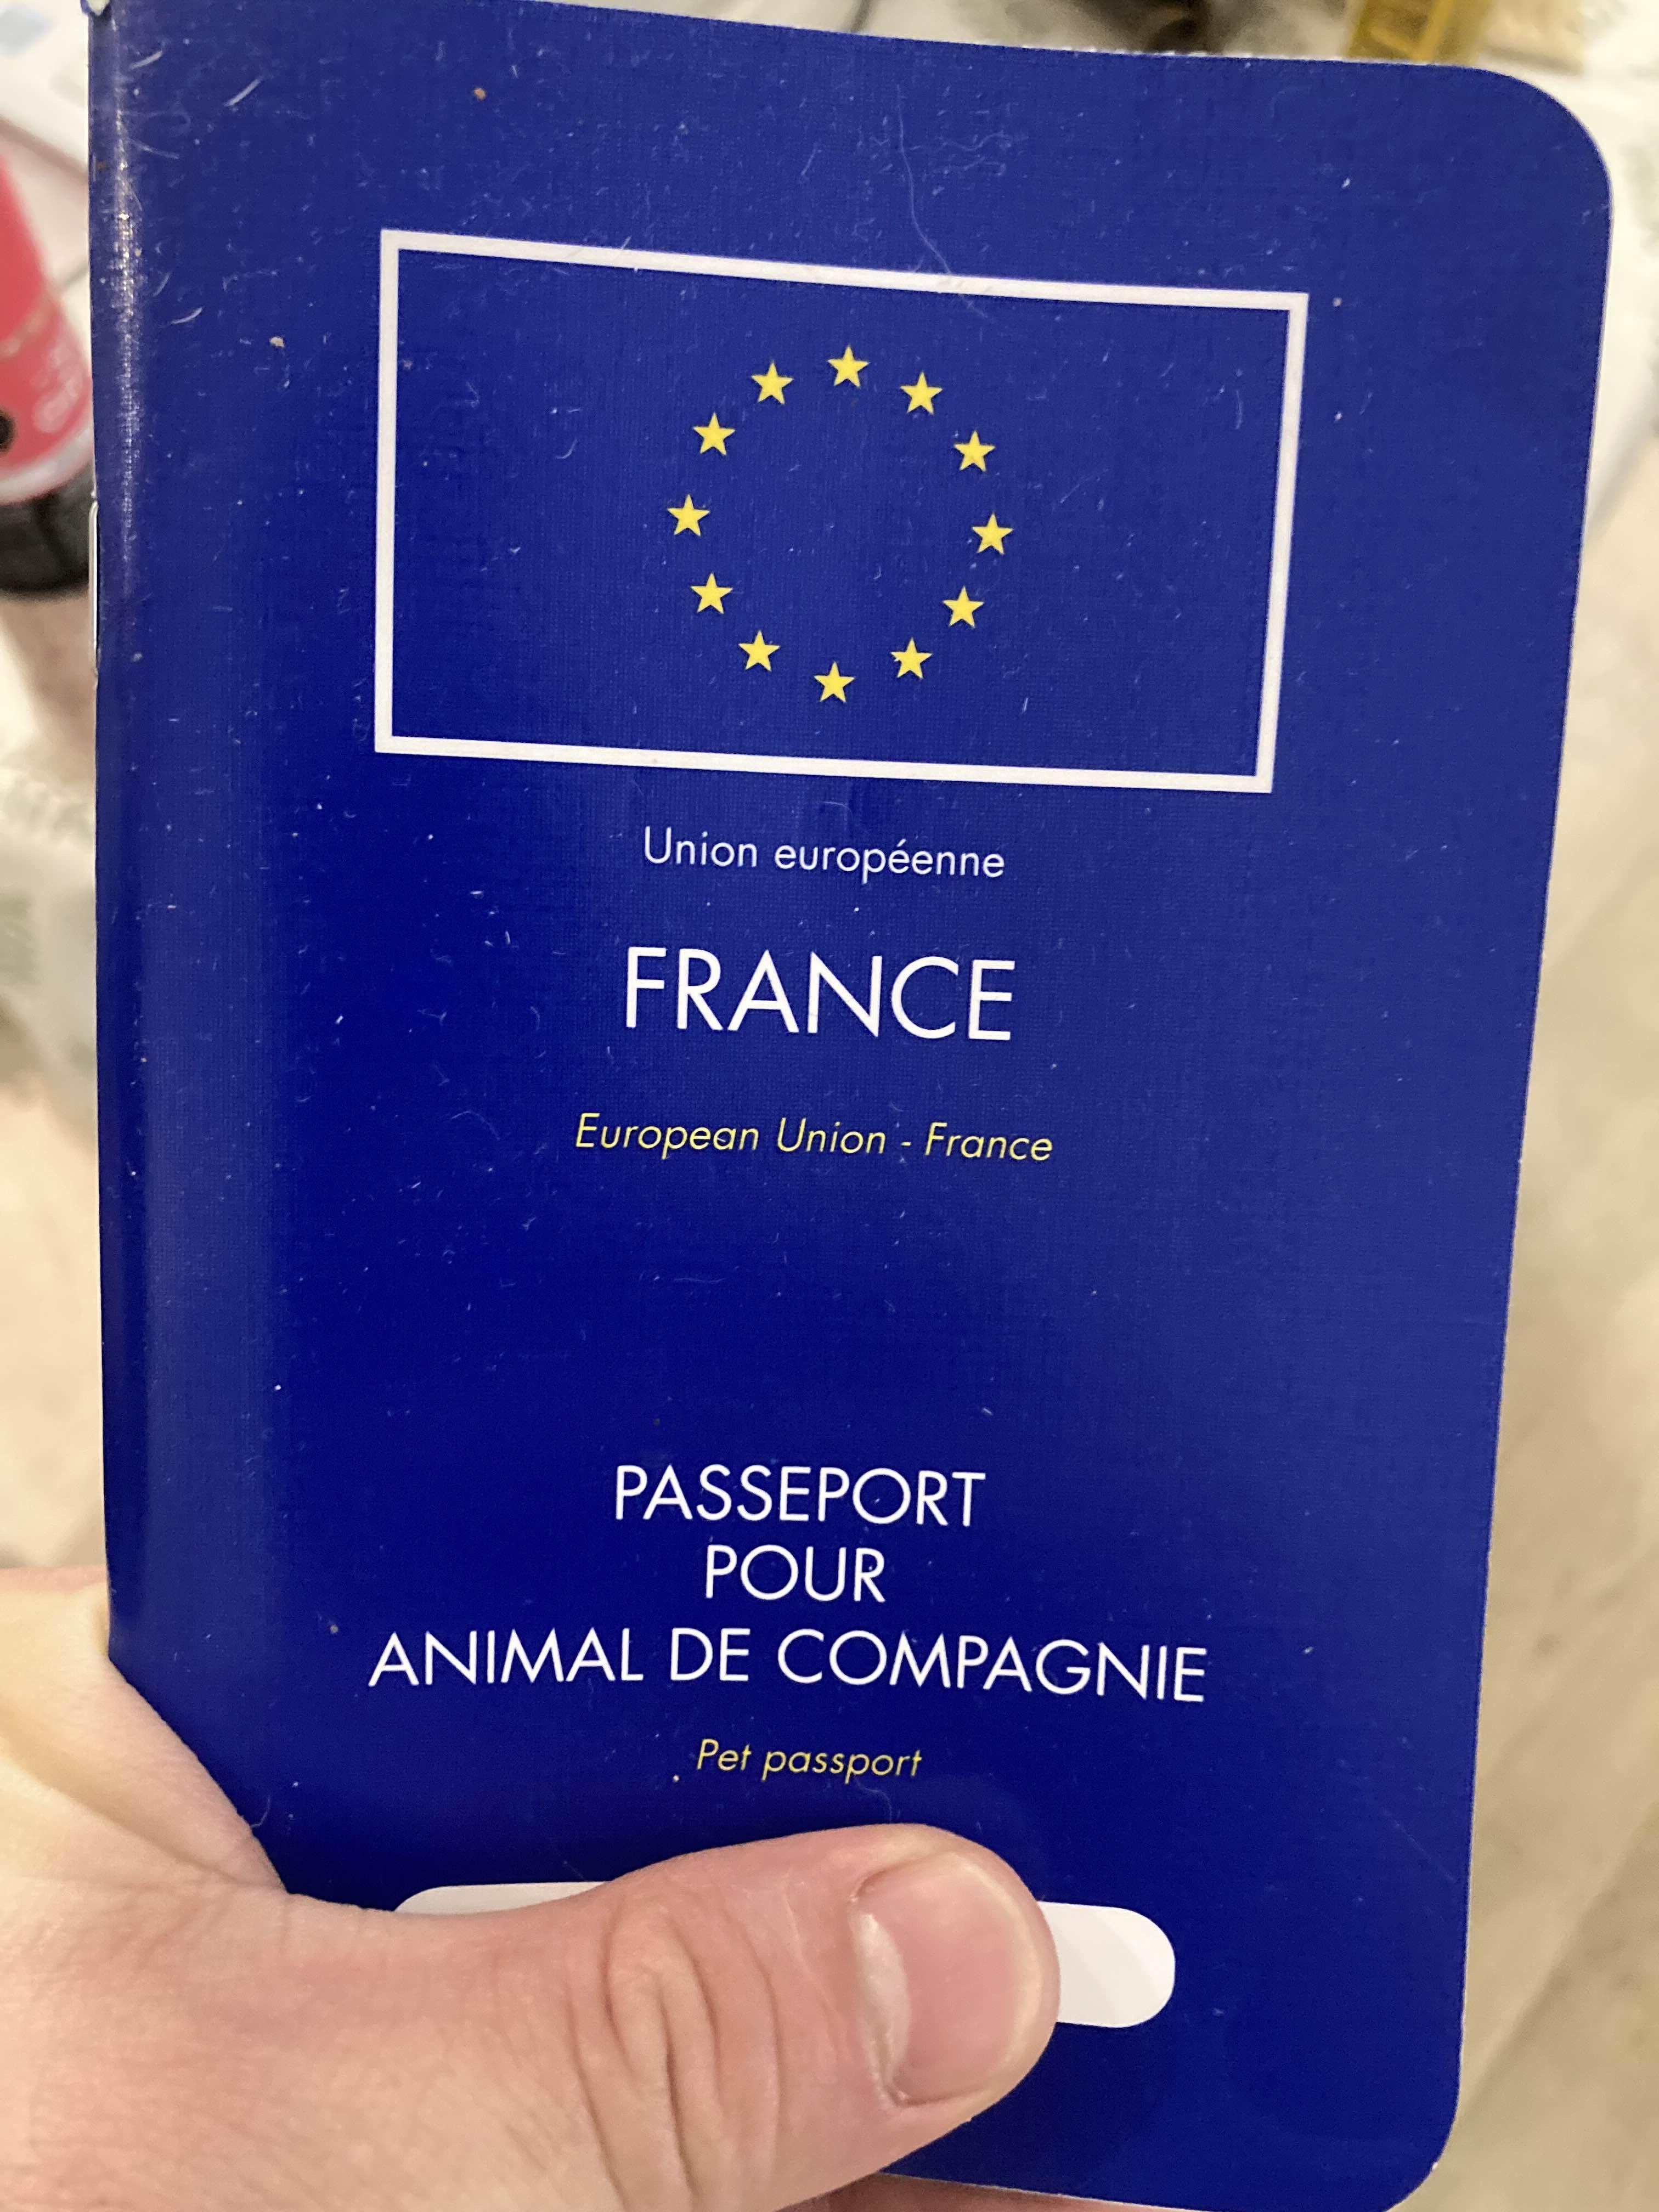 Union européenne
FRANCE
European Union - France
PASSEPORT
POUR
ANIMAL DE COMPAGNIE
Pet passport